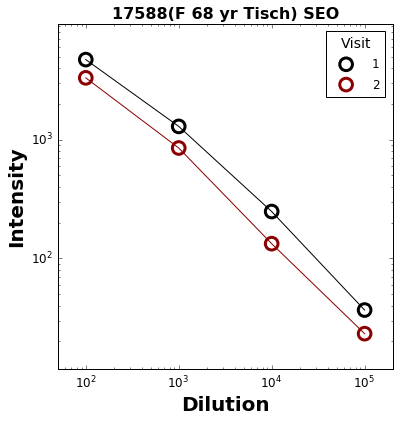 17588(F 68 yr Tisch) SEO
Visit
1
2
Intensity
10³
10²
10² 10³ 10⁴ 10⁵
Dilution